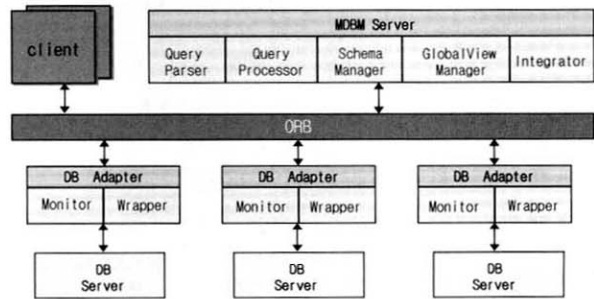 client
MDBM Server
Query Parser
Query Processor
Schema Manager
GlobalView Manager
Integrator
ORB
DB Adapter
Monitor
Wrapper
DB Server
DB Adapter
Monitor
Wrapper
DB Server
DB Adapter
Monitor
Wrapper
DB Server